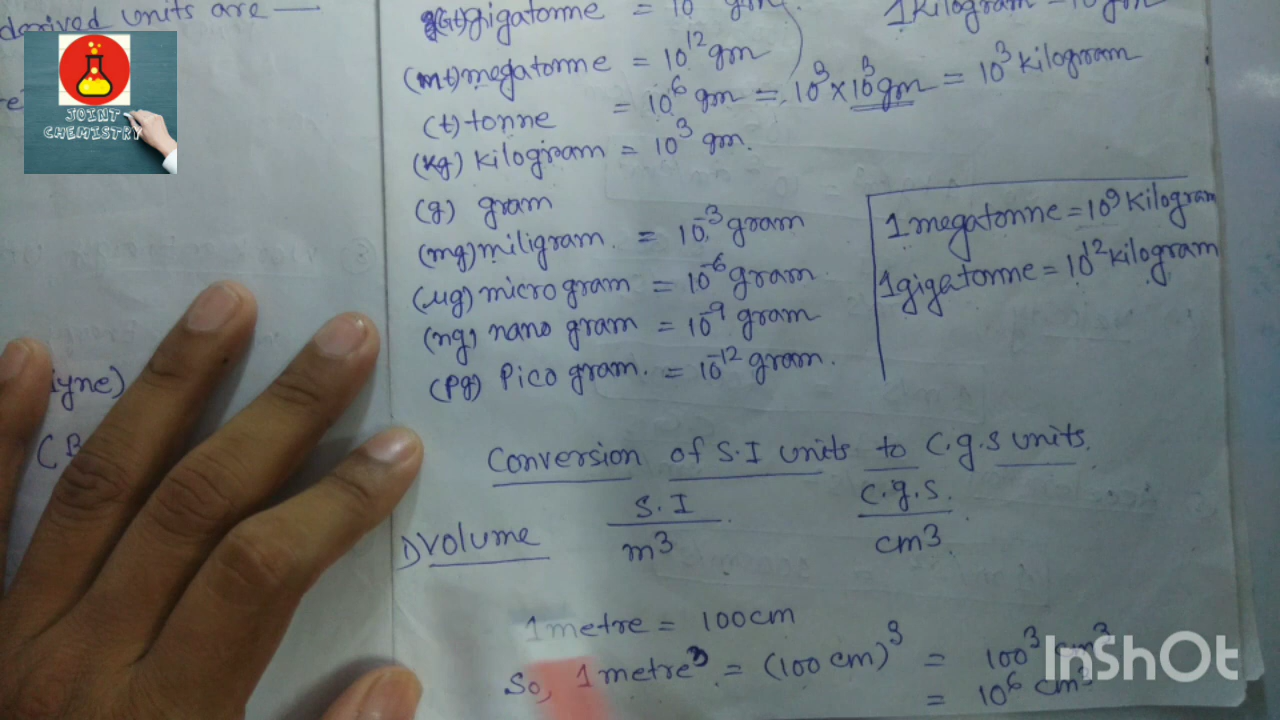 derived units are —
JOINT
CHEMISTRY
gigatonne = 10 gm
1 kilogram = 10 gm
(mt) megatonne = 10¹² gm
(t) tonne = 10⁶ gm = 10³ × 10³ gm = 10³ kilogram
(kg) kilogram = 10³ gm.
(g) gram
(mg) miligram. = 10⁻³ gram
(μg) micro gram = 10⁻⁶ gram
(ng) nano gram = 10⁻⁹ gram
(pg) Pico gram. = 10⁻¹² gram.
1 megatonne = 10⁹ kilogram
1 gigatonne = 10¹² kilogram
yne)
Conversion of S.I units to C.g.s units.
S.I C.g.s.
1) Volume m³ cm³.
1 metre = 100 cm
So, 1 metre³ = (100 cm)³ = 100³ cm³
= 10⁶ cm³
InShOt